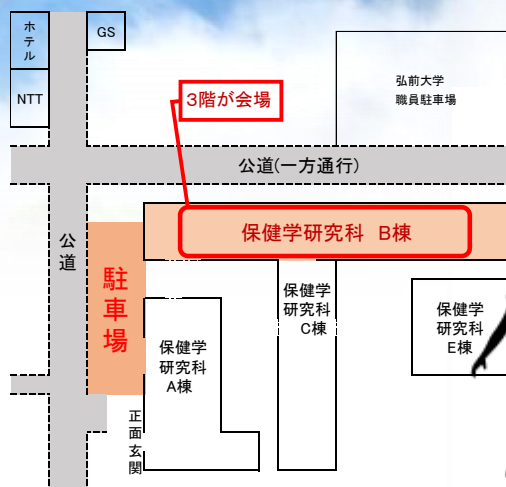 ホテル
GS
NTT
弘前大学
職員駐車場
3階が会場
公道(一方通行)
公道
保健学研究科 B棟
駐車場
保健学
研究科
C棟
保健学
研究科
E棟
保健学
研究科
A棟
正面玄関